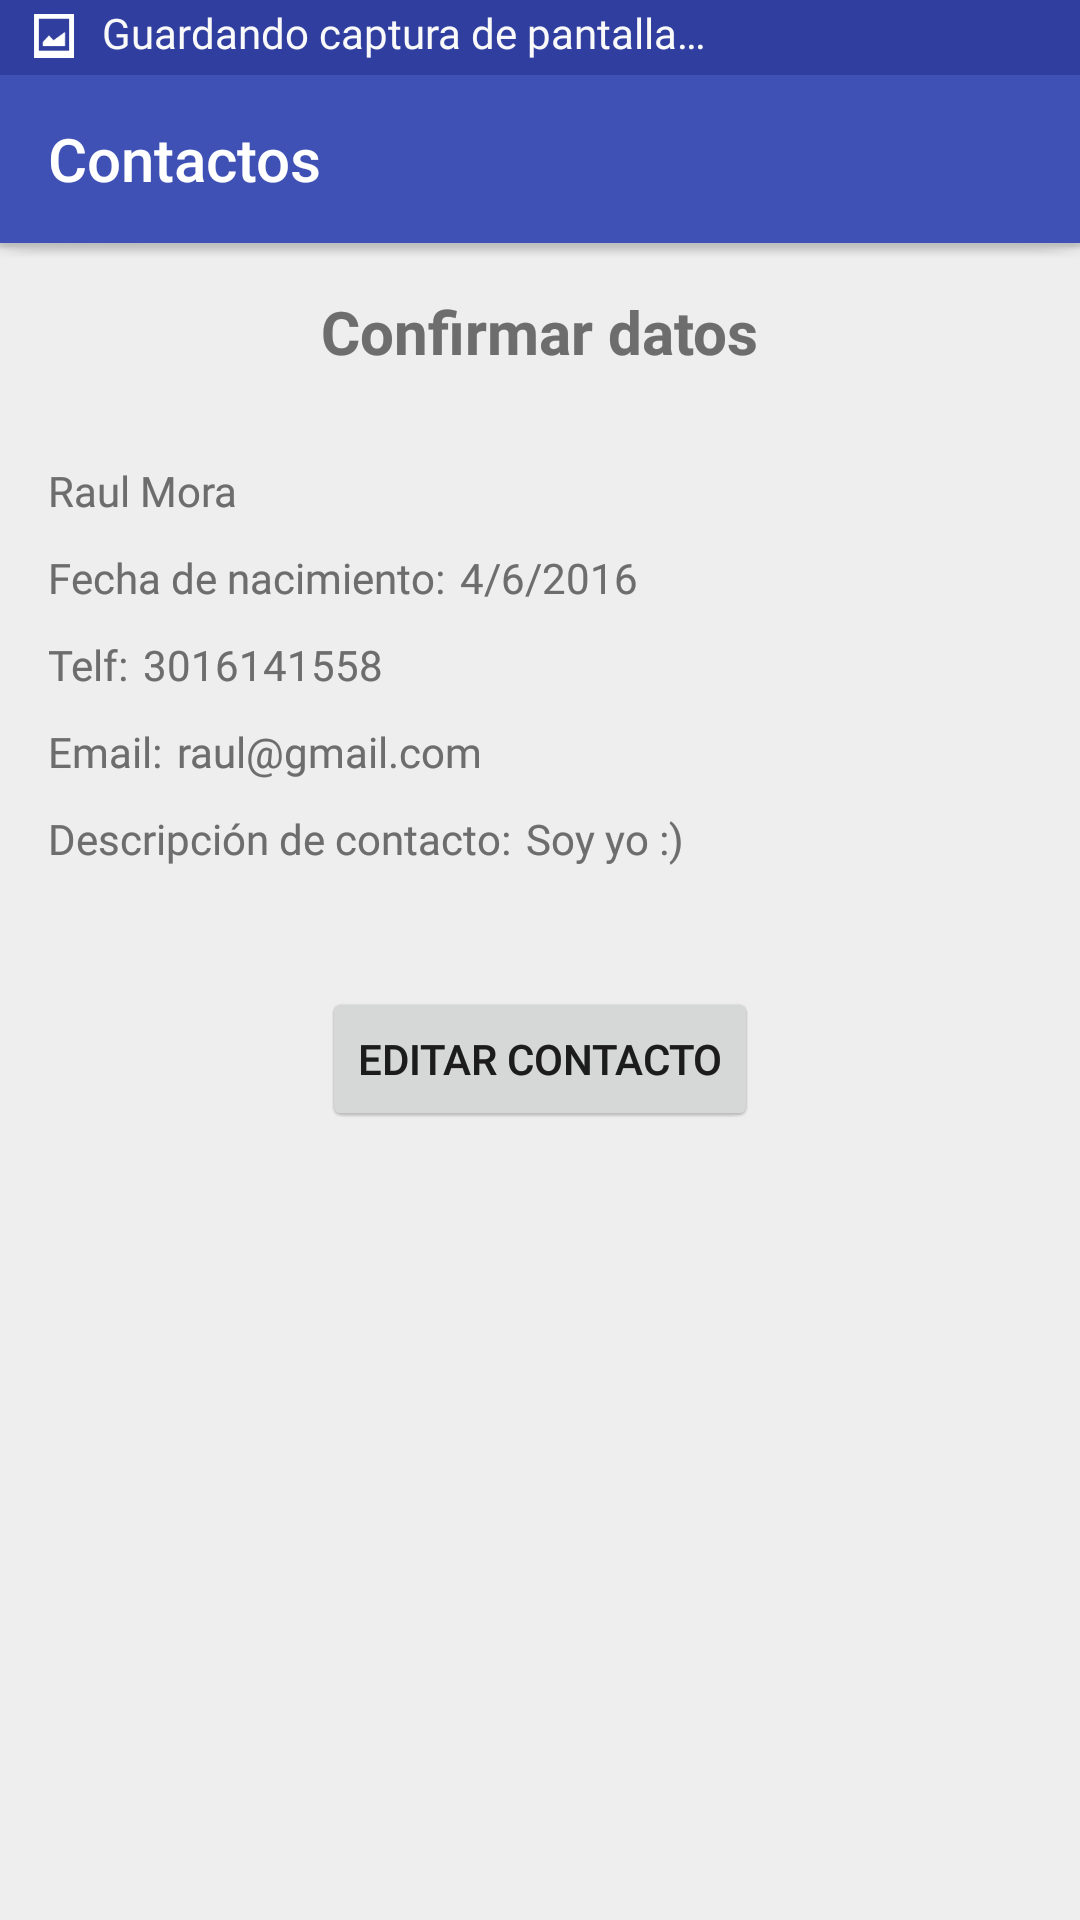 Guardando captura de pantalla...
Contactos
Confirmar datos
Raul Mora
Fecha de nacimiento: 4/6/2016
Telf: 3016141558
Email: raul@gmail.com
Descripción de contacto: Soy yo :)
EDITAR CONTACTO